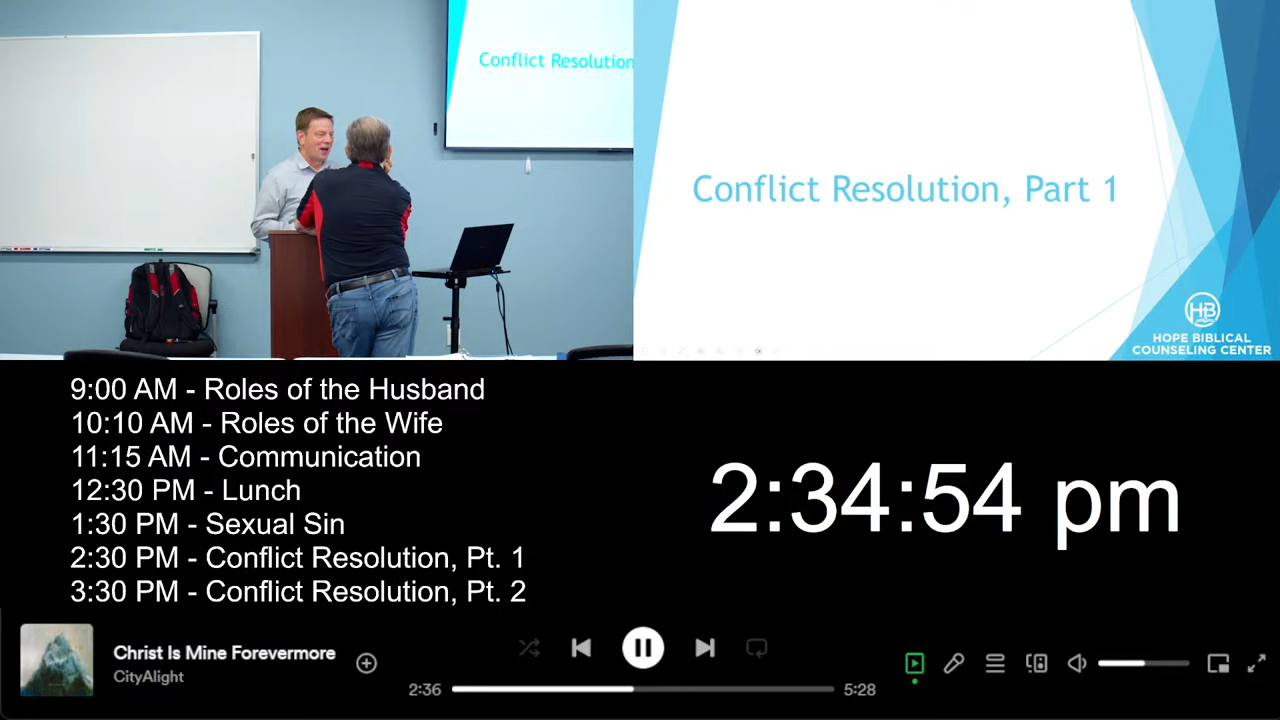 Conflict Resolution
Conflict Resolution, Part 1
HB
HOPE BIBLICAL
COUNSELING CENTER
9:00 AM - Roles of the Husband
10:10 AM - Roles of the Wife
11:15 AM - Communication
12:30 PM - Lunch
1:30 PM - Sexual Sin
2:30 PM - Conflict Resolution, Pt. 1
3:30 PM - Conflict Resolution, Pt. 2
2:34:54 pm
Christ Is Mine Forevermore
CityAlight
2:36
5:28